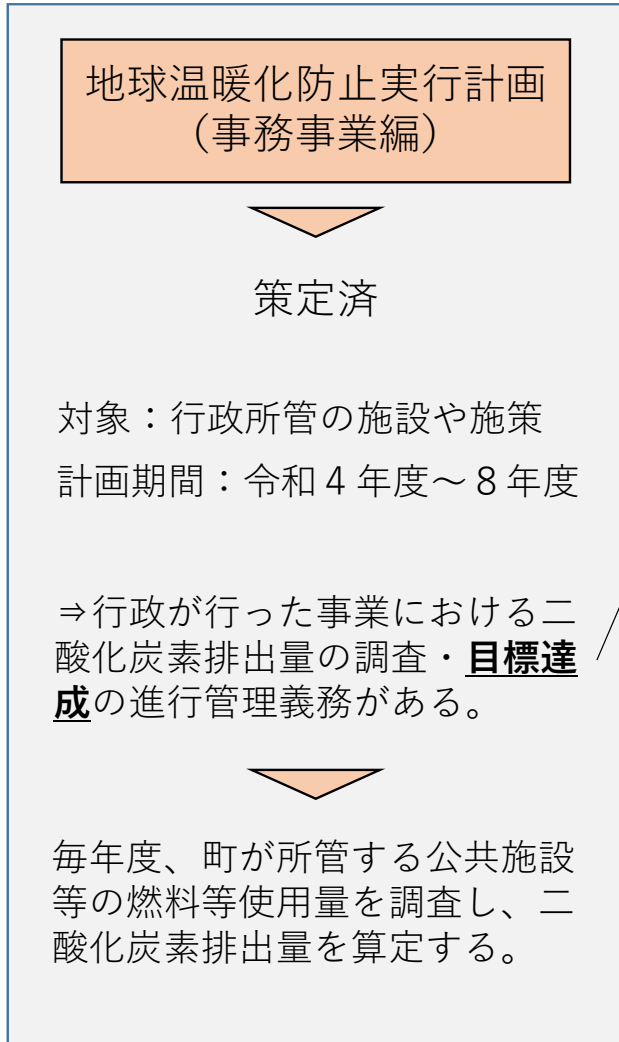 地球温暖化防止実行計画
（事務事業編）
策定済
対象：行政所管の施設や施策
計画期間：令和４年度～８年度
⇒行政が行った事業における二
酸化炭素排出量の調査・目標達
成の進行管理義務がある。
毎年度、町が所管する公共施設
等の燃料等使用量を調査し、二
酸化炭素排出量を算定する。